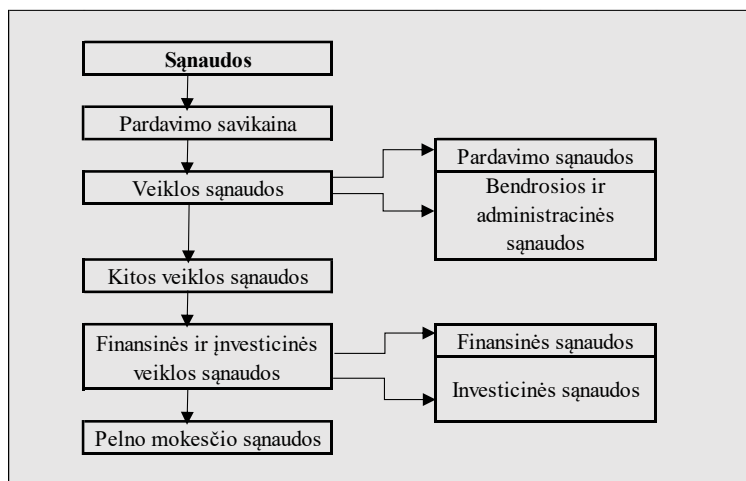 Sąnaudos
Pardavimo savikaina
Veiklos sąnaudos
Pardavimo sąnaudos
Bendrosios ir
administracinės
sąnaudos
Kitos veiklos sąnaudos
Finansinės ir įnvesticinės
veiklos sąnaudos
Finansinės sąnaudos
Investicinės sąnaudos
Pelno mokesčio sąnaudos